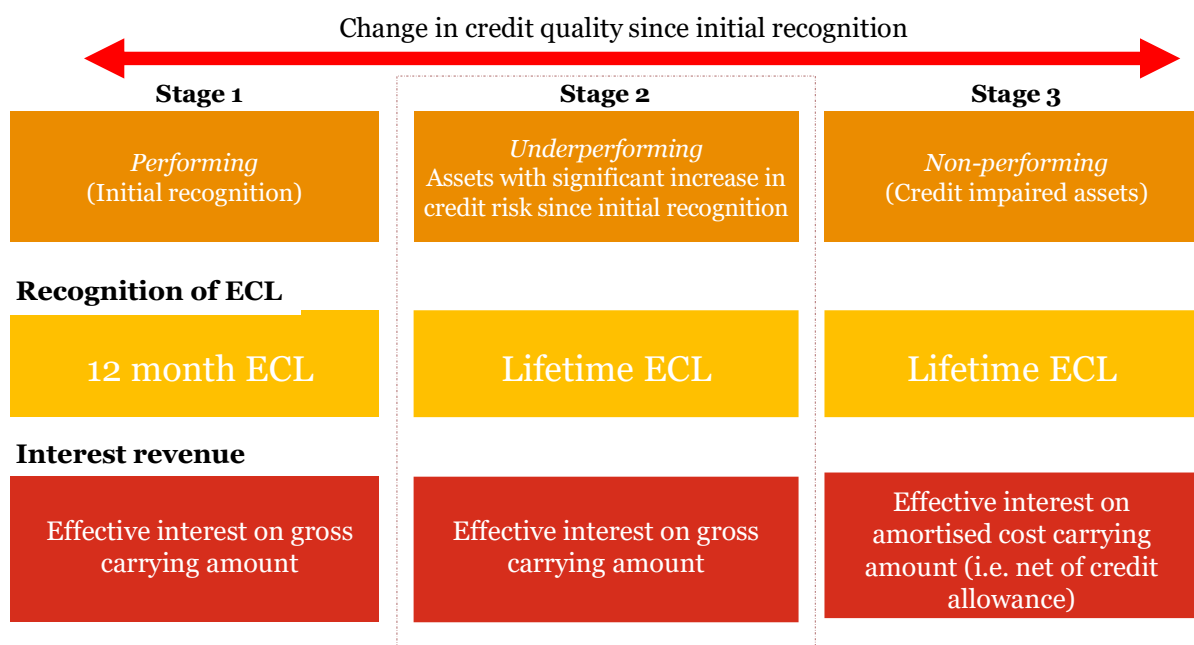 Change in credit quality since initial recognition
Stage 1
Stage 2
Stage 3
Performing
(Initial recognition)
Underperforming
Assets with significant increase in
credit risk since initial recognition
Non-performing
(Credit impaired assets)
Recognition of ECL
12 month ECL
Lifetime ECL
Lifetime ECL
Interest revenue
Effective interest on gross
carrying amount
Effective interest on gross
carrying amount
Effective interest on
amortised cost carrying
amount (i.e. net of credit
allowance)